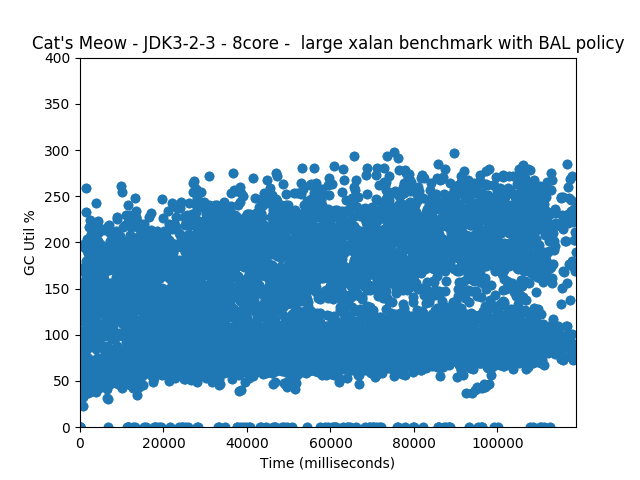 Cat's Meow - JDK3-2-3 - 8core -  large xalan benchmark with BAL policy
400
350
300
250
200
150
100
50
0
GC Util %
0 20000 40000 60000 80000 100000
Time (milliseconds)